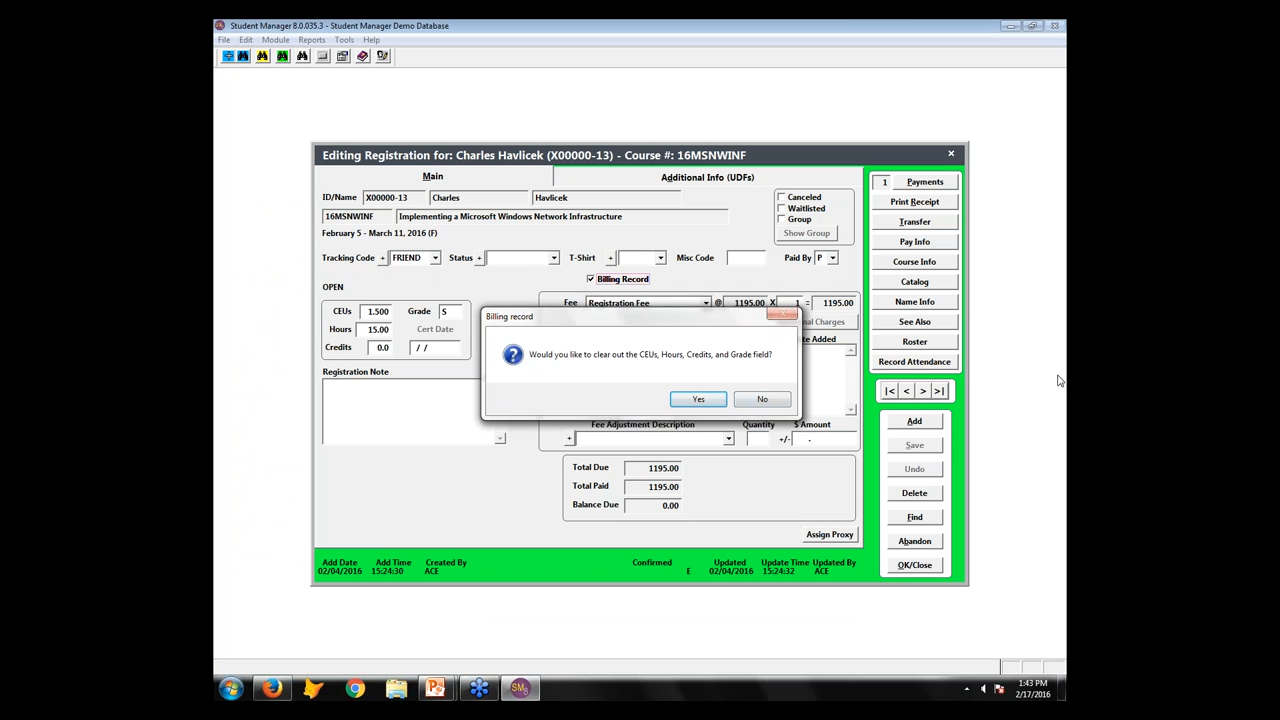 Student Manager 8.0.035.3 - Student Manager Demo Database
File Edit Module Reports Tools Help
Editing Registration for: Charles Havlicek (X00000-13) - Course #: 16MSNWINF
Main Additional Info (UDFs)
ID/Name X00000-13 Charles Havlicek
16MSNWINF Implementing a Microsoft Windows Network Infrastructure
February 5 - March 11, 2016 (F)
Canceled
Waitlisted
Group
Show Group
Tracking Code + FRIEND Status + T-Shirt + Misc Code Paid By P
Billing Record
OPEN
CEUs 1.500 Grade S
Hours 15.00 Cert Date
Credits 0.0 / /
Registration Note
Fee Registration Fee @ 1195.00 X 1 = 1195.00
nal Charges
te Added
Billing record
Would you like to clear out the CEUs, Hours, Credits, and Grade field?
Yes No
Fee Adjustment Description Quantity $ Amount
+ +/- .
Total Due 1195.00
Total Paid 1195.00
Balance Due 0.00
Assign Proxy
Add Date Add Time Created By Confirmed Updated Update Time Updated By
02/04/2016 15:24:30 ACE E 02/04/2016 15:24:32 ACE
1 Payments
Print Receipt
Transfer
Pay Info
Course Info
Catalog
Name Info
See Also
Roster
Record Attendance
|< < > >|
Add
Save
Undo
Delete
Find
Abandon
OK/Close
SM8
1:43 PM
2/17/2016